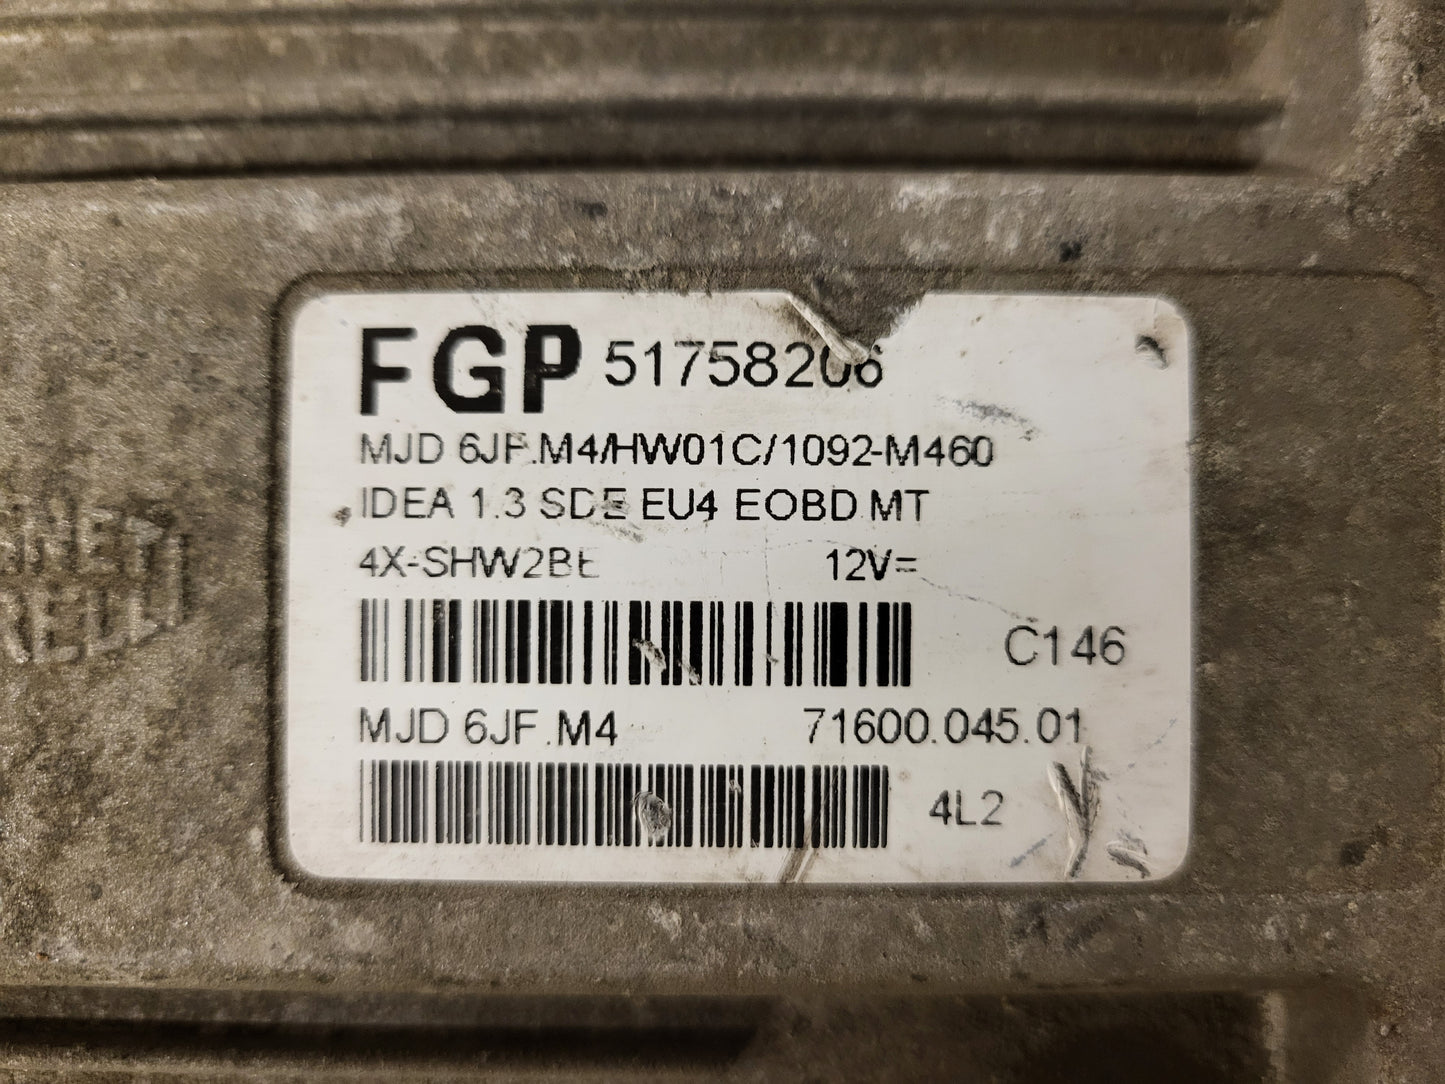 FGP 51758206
MJD 6JF.M4/HW01C/1092-M460
IDEA 1.3 SDE EU4 EOBD MT
4X-SHW2BE 12V=
C146
MJD 6JF.M4 71600.045.01
4L2